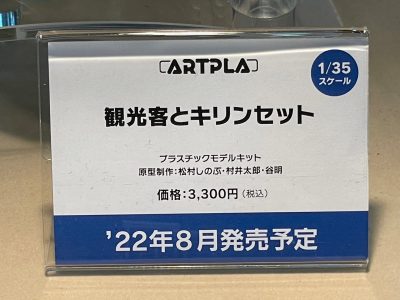 ARTPLA
1/35
スケール
観光客とキリンセット
プラスチックモデルキット
原型制作：松村しのぶ・村井太郎・谷明
価格：3,300円（税込）
’22年8月発売予定